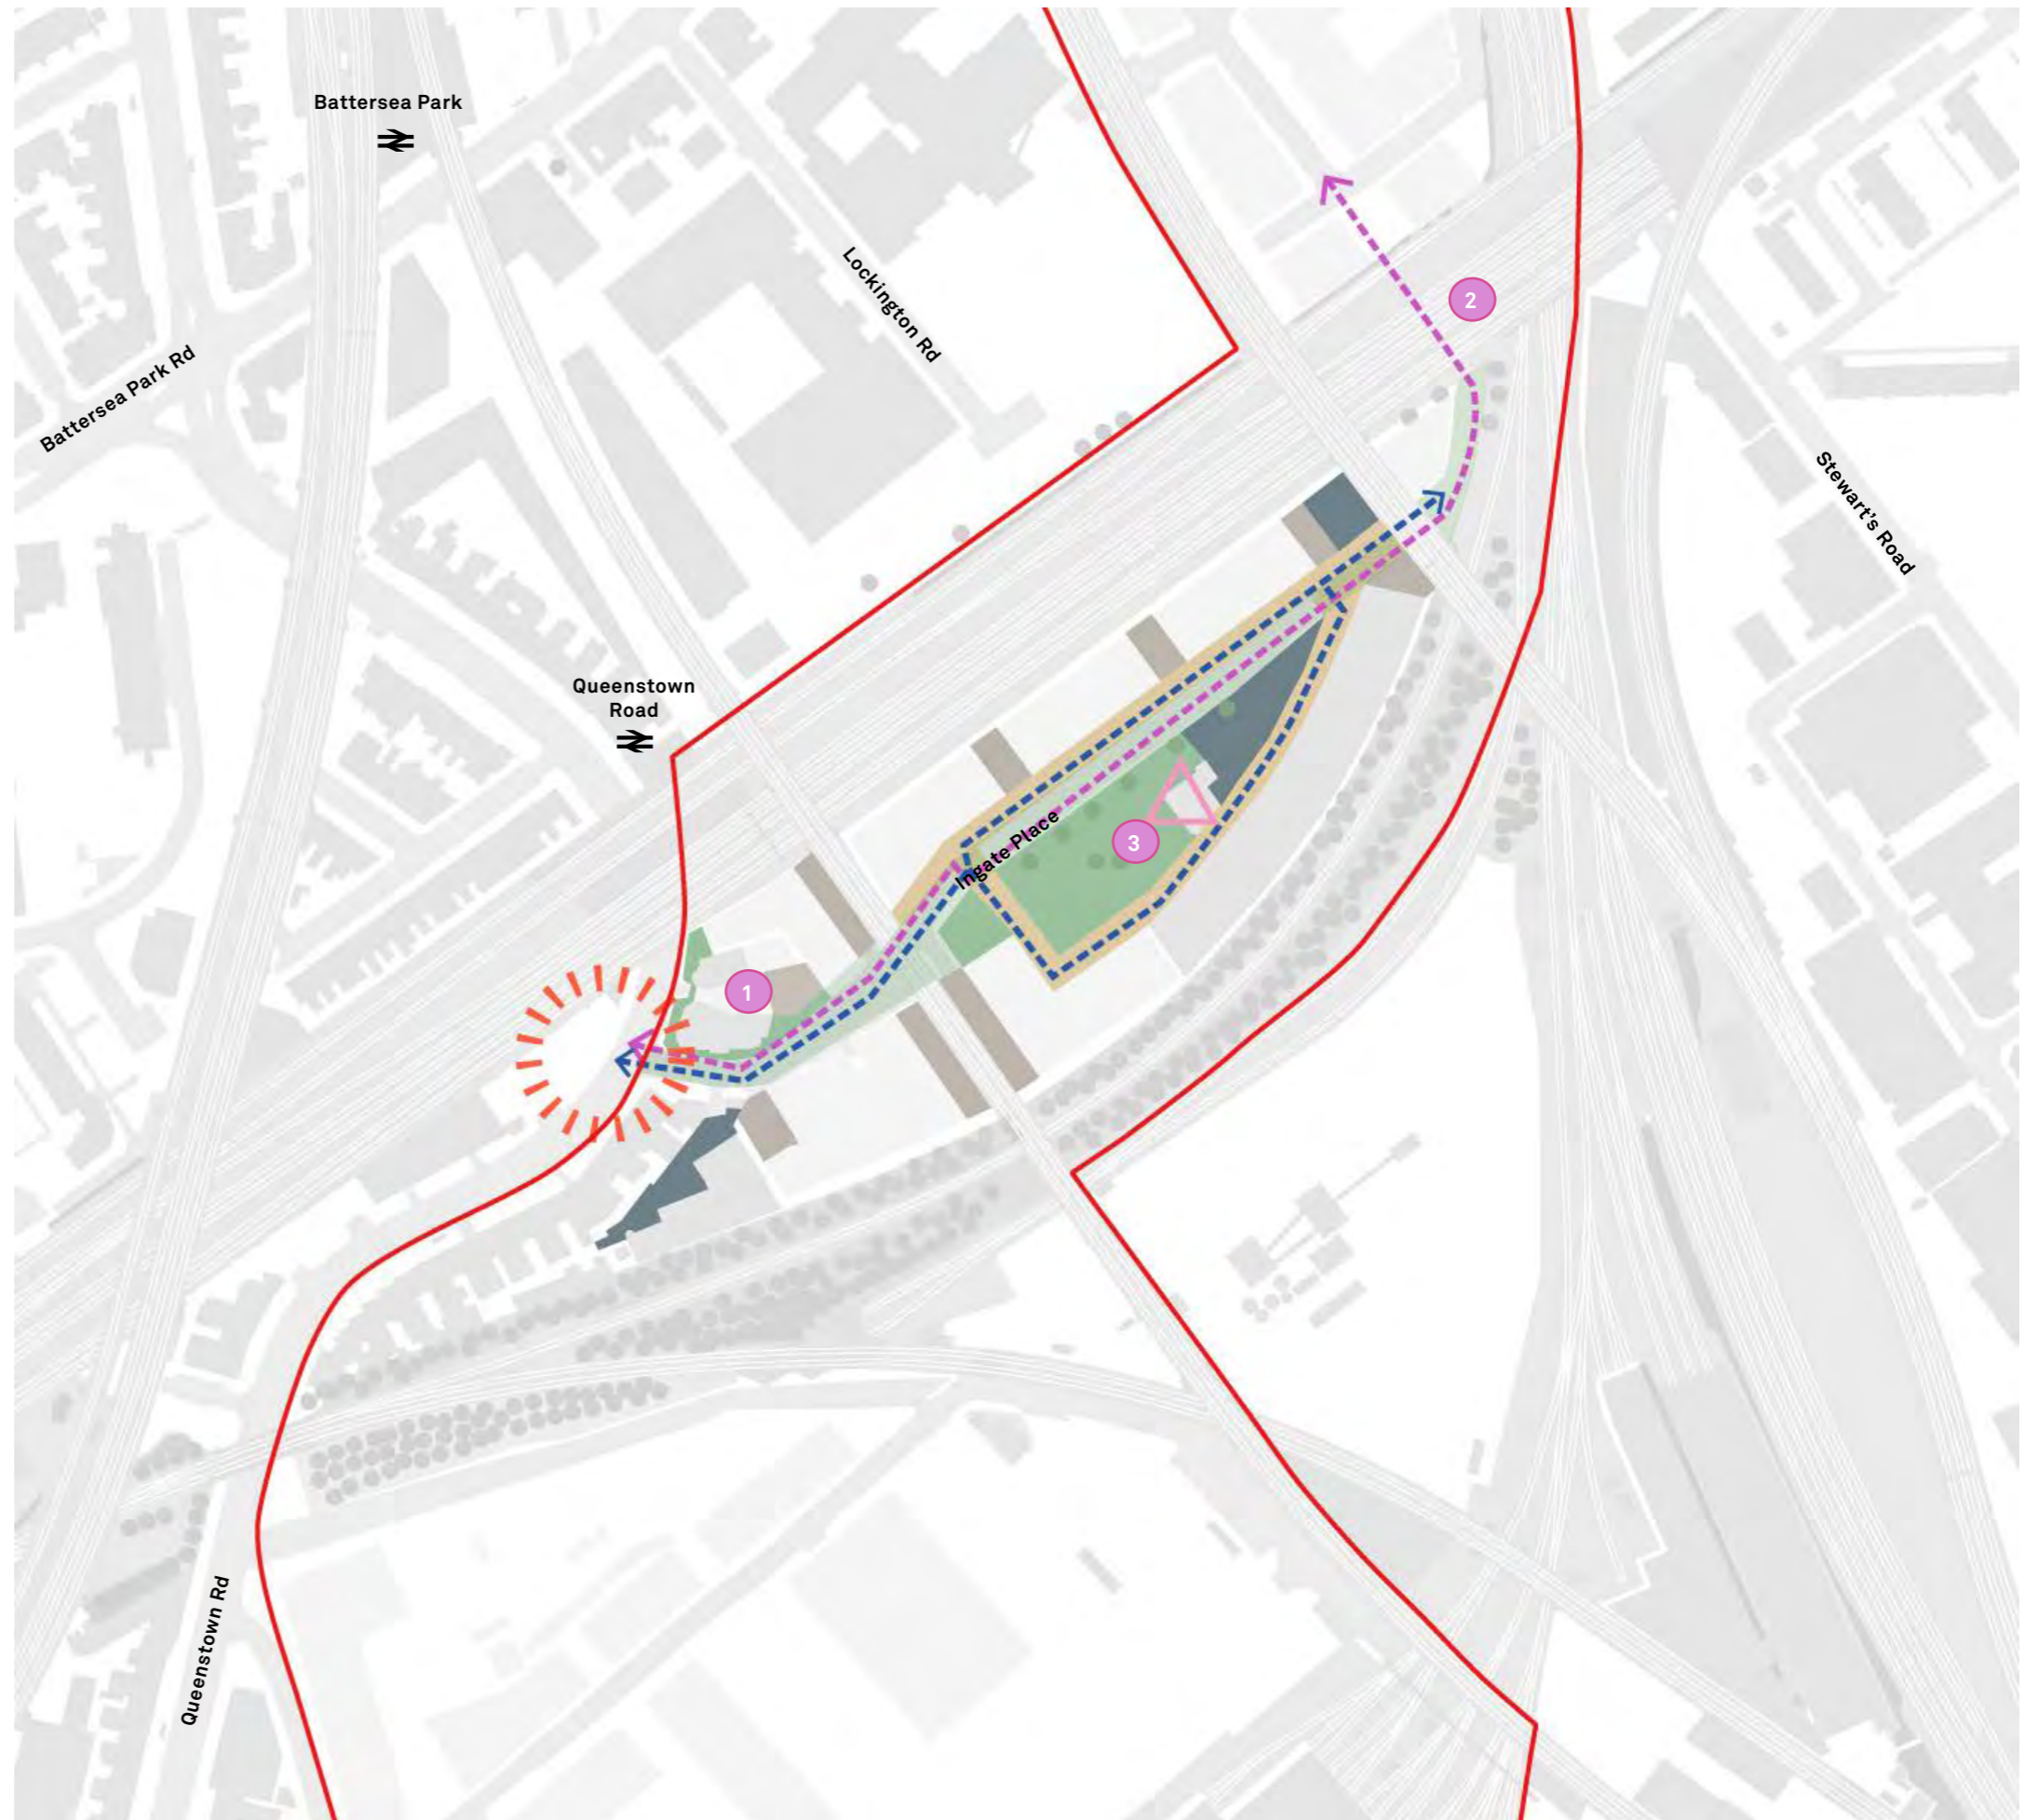 Battersea Park
Lockington Rd
2
Battersea Park Rd
Stewart's Road
Queenstown
Road
Ingate Place
3
1
Queenstown Rd